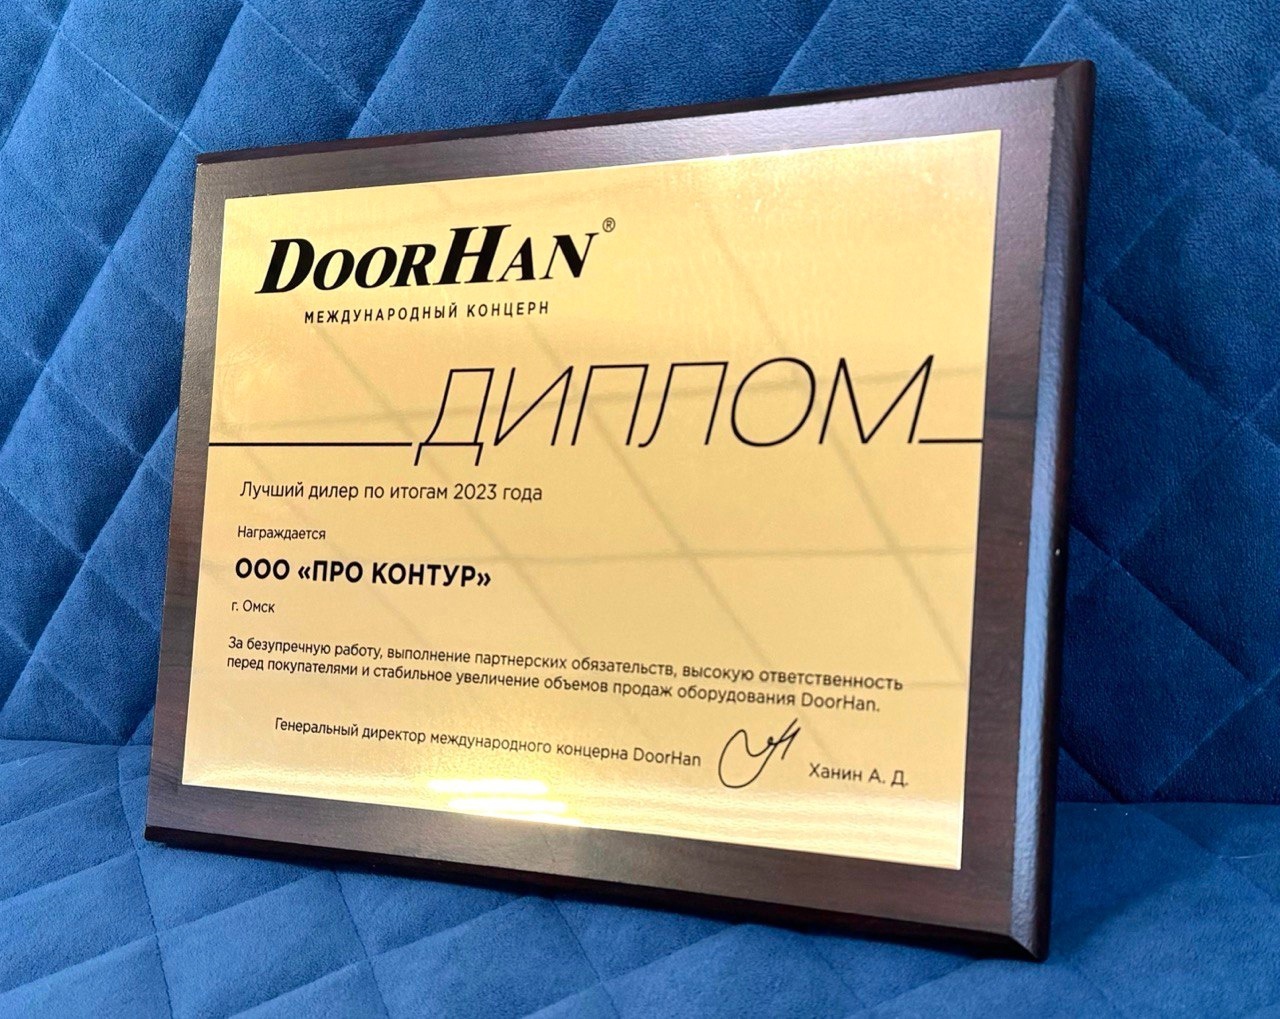 DOORHAN®
МЕЖДУНАРОДНЫЙ КОНЦЕРН
ДИПЛОМ
Лучший дилер по итогам 2023 года
Награждается
ООО «ПРО КОНТУР»
г. Омск
За безупречную работу, выполнение партнерских обязательств, высокую ответственность
перед покупателями и стабильное увеличение объемов продаж оборудования DoorHan.
Генеральный директор международного концерна DoorHan
Ханин А. Д.